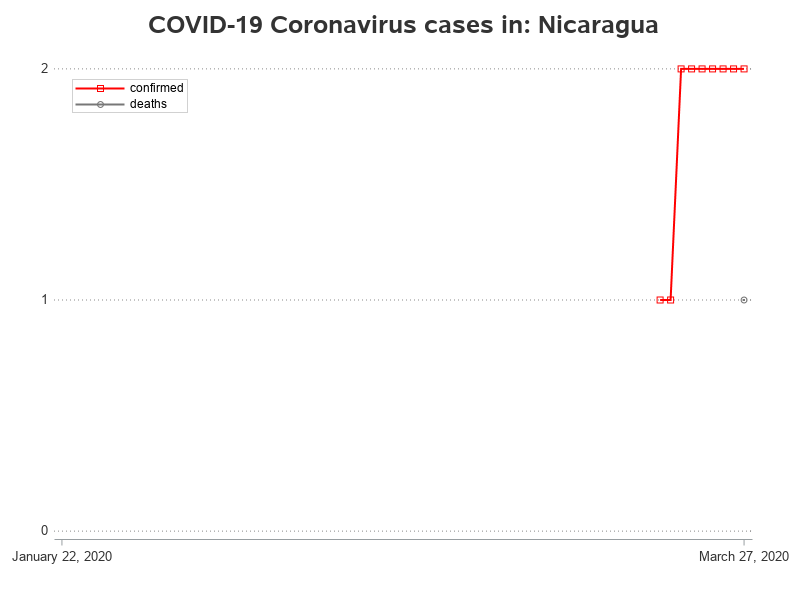 COVID-19 Coronavirus cases in: Nicaragua
2
confirmed
deaths
1
0
January 22, 2020
March 27, 2020